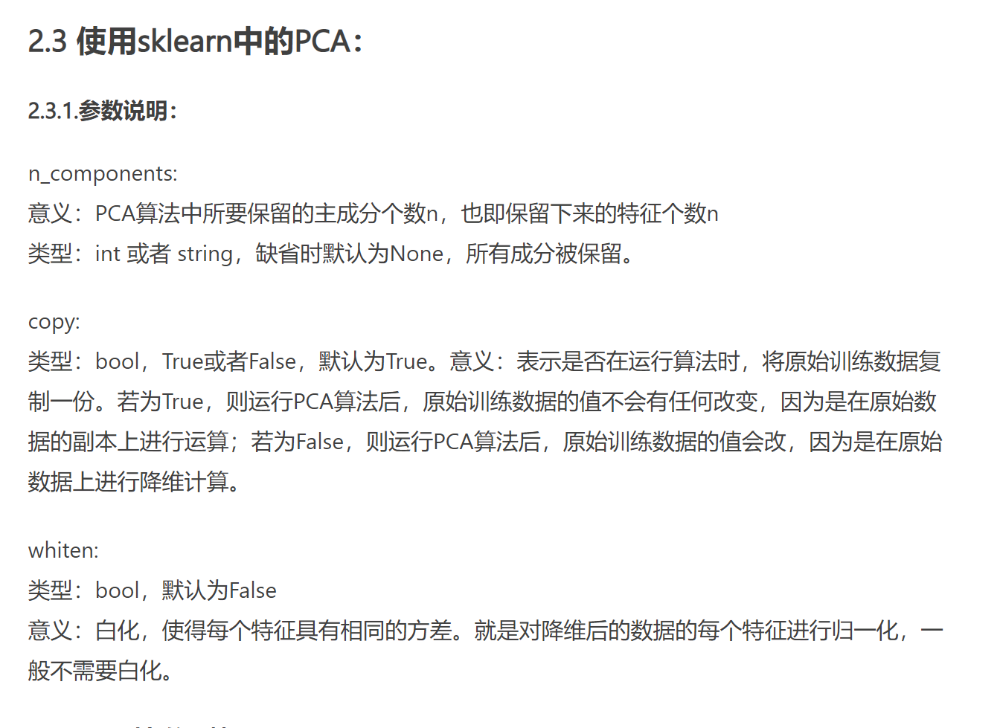 2.3 使用sklearn中的PCA：
2.3.1.参数说明：
n_components:
意义：PCA算法中所要保留的主成分个数n，也即保留下来的特征个数n
类型：int 或者 string，缺省时默认为None，所有成分被保留。
copy:
类型：bool，True或者False，默认为True。意义：表示是否在运行算法时，将原始训练数据复
制一份。若为True，则运行PCA算法后，原始训练数据的值不会有任何改变，因为是在原始数
据的副本上进行运算；若为False，则运行PCA算法后，原始训练数据的值会改，因为是在原始
数据上进行降维计算。
whiten:
类型：bool，默认为False
意义：白化，使得每个特征具有相同的方差。就是对降维后的数据的每个特征进行归一化，一
般不需要白化。